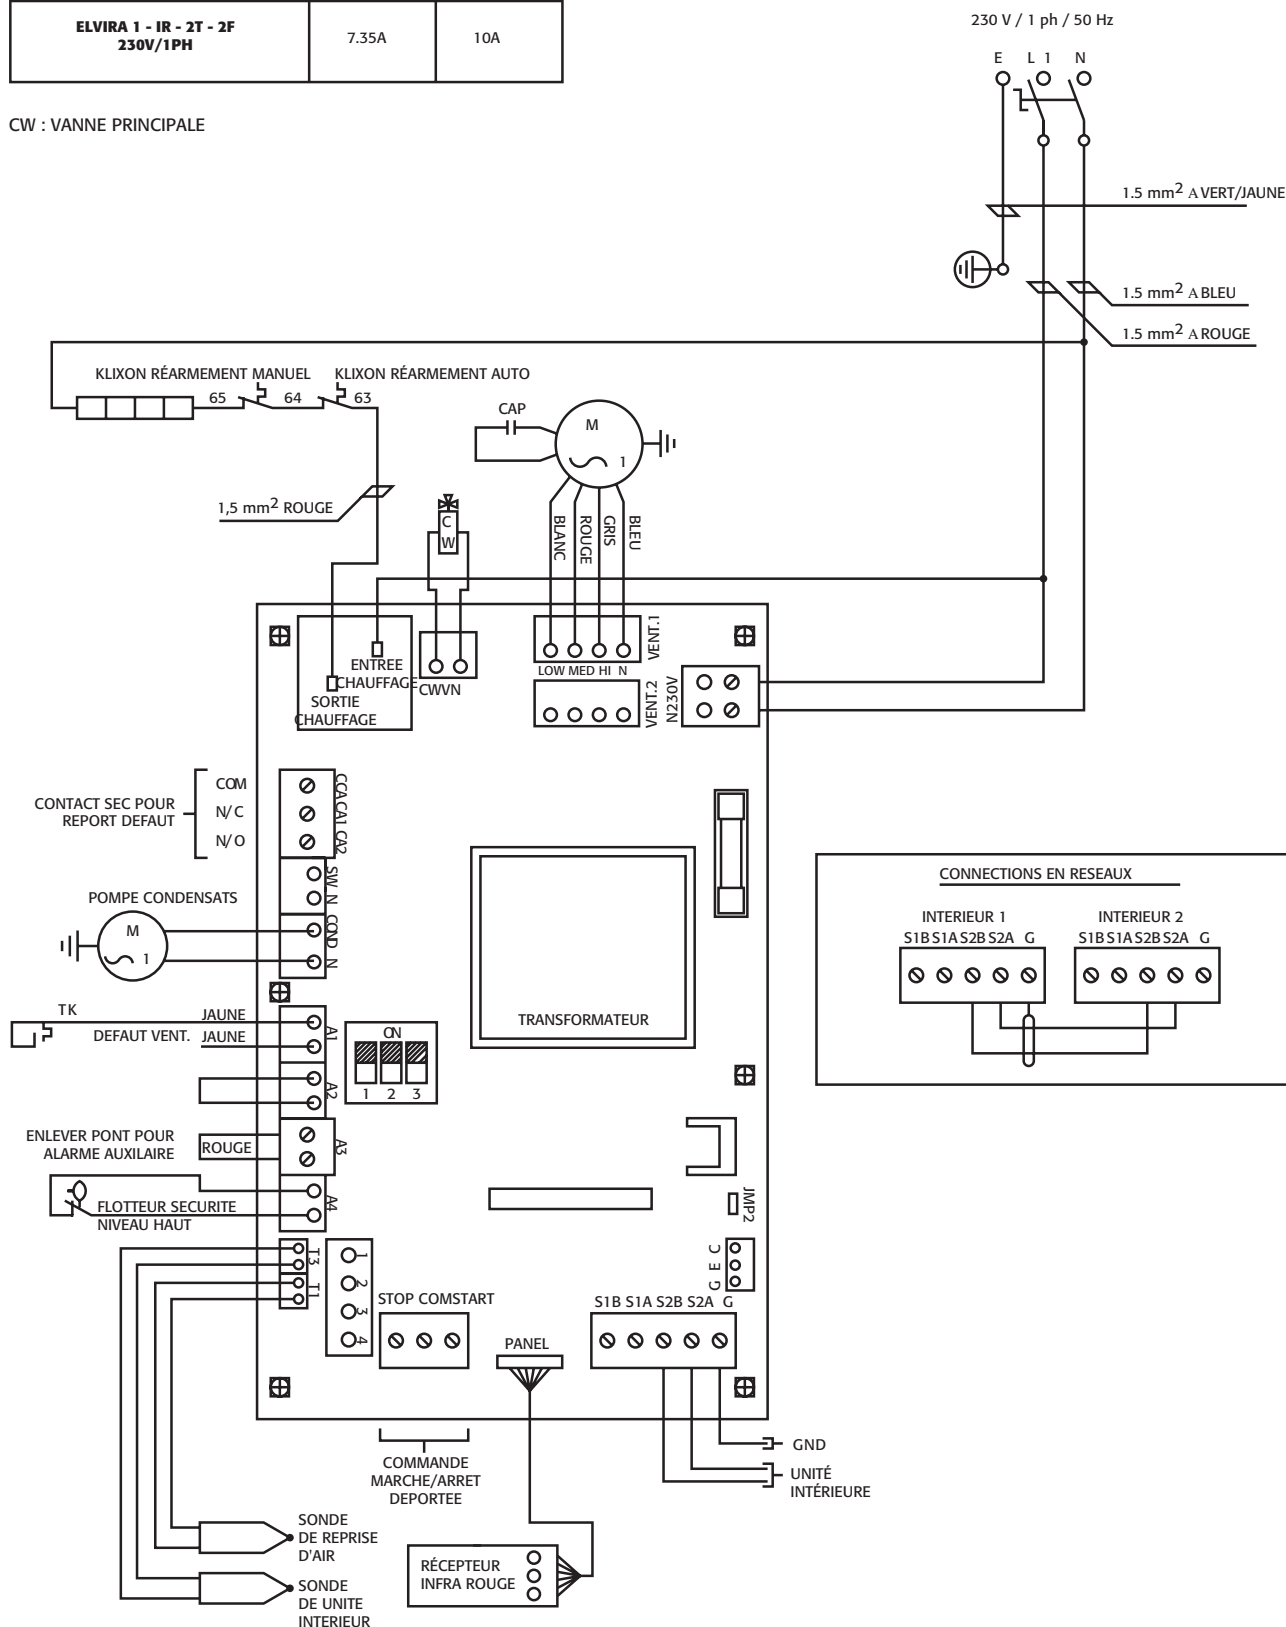 ELVIRA 1 - IR - 2T - 2F
230V/1PH
7.35A
10A
230 V / 1 ph / 50 Hz
E L 1 N
CW : VANNE PRINCIPALE
1.5 mm2 A VERT/JAUNE
1.5 mm2 A BLEU
1.5 mm2 A ROUGE
KLIXON RÉARMEMENT MANUEL
KLIXON RÉARMEMENT AUTO
65 64 63
CAP
M
1
1,5 mm2 ROUGE
C
W
BLANC
ROUGE
GRIS
BLEU
ENTREE
CHAUFFAGE
SORTIE
CHAUFFAGE
CWVN
VENT.1
LOW MED HI N
VENT.2
N230V
CONTACT SEC POUR
REPORT DEFAUT
COM
N/C
N/O
CCA CA1 CA2
SW N
POMPE CONDENSATS
M
1
COND N
TRANSFORMATEUR
CONNECTIONS EN RESEAUX
INTERIEUR 1
S1B S1A S2B S2A G
INTERIEUR 2
S1B S1A S2B S2A G
TK
JAUNE
DEFAUT VENT. JAUNE
A1
ON
1 2 3
A2
ENLEVER PONT POUR
ALARME AUXILAIRE
ROUGE
A3
FLOTTEUR SECURITE
NIVEAU HAUT
A4
JMP2
T3
T1
1
2
3
4
G E C
STOP COMSTART
PANEL
S1B S1A S2B S2A G
COMMANDE
MARCHE/ARRET
DEPORTEE
GND
UNITÉ
INTÉRIEURE
SONDE
DE REPRISE
D'AIR
SONDE
DE UNITE
INTERIEUR
RÉCEPTEUR
INFRA ROUGE